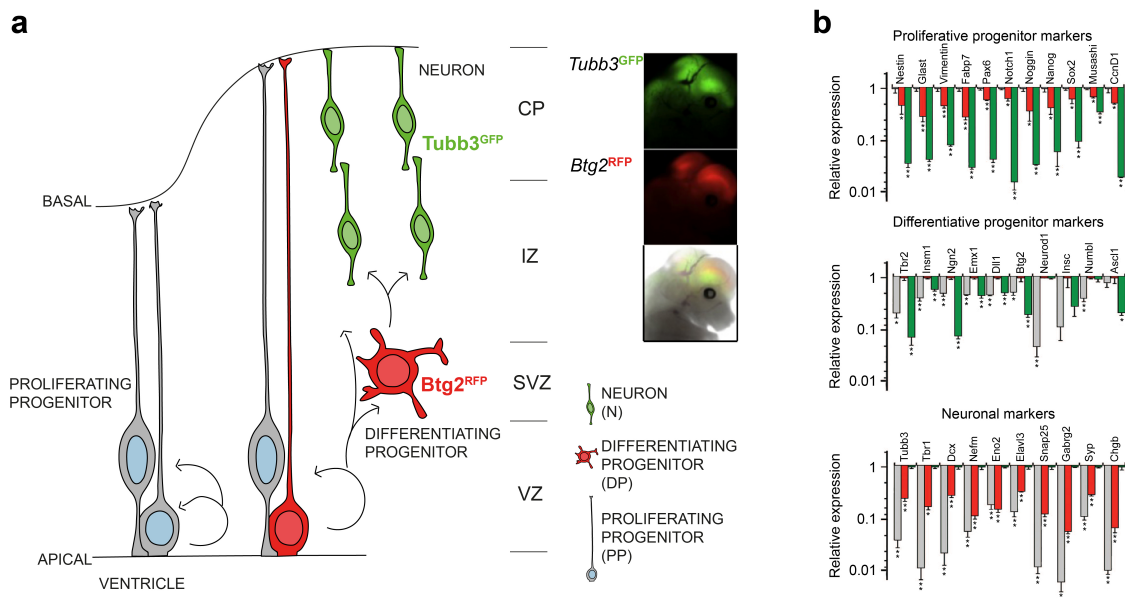 a
BASAL
PROLIFERATING
PROGENITOR
APICAL
VENTRICLE
NEURON
Tubb3GFP
Btg2RFP
DIFFERENTIATING
PROGENITOR
CP
IZ
SVZ
VZ
Tubb3GFP
Btg2RFP
NEURON
(N)
DIFFERENTIATING
PROGENITOR
(DP)
PROLIFERATING
PROGENITOR
(PP)
b
Proliferative progenitor markers
Nestin
Glast
Vimentin
Fabp7
Pax6
Notch1
Noggin
Nanog
Sox2
Musashi
CcnD1
Relative expression
1
0.1
0.01
Differentiative progenitor markers
Tbr2
Insm1
Ngn2
Emx1
Dll1
Btg2
Neurod1
Insc
Numbl
Ascl1
Relative expression
1
0.1
0.01
Neuronal markers
Tubb3
Tbr1
Dcx
Nefm
Eno2
Elavl3
Snap25
Gabrg2
Syp
Chgb
Relative expression
1
0.1
0.01